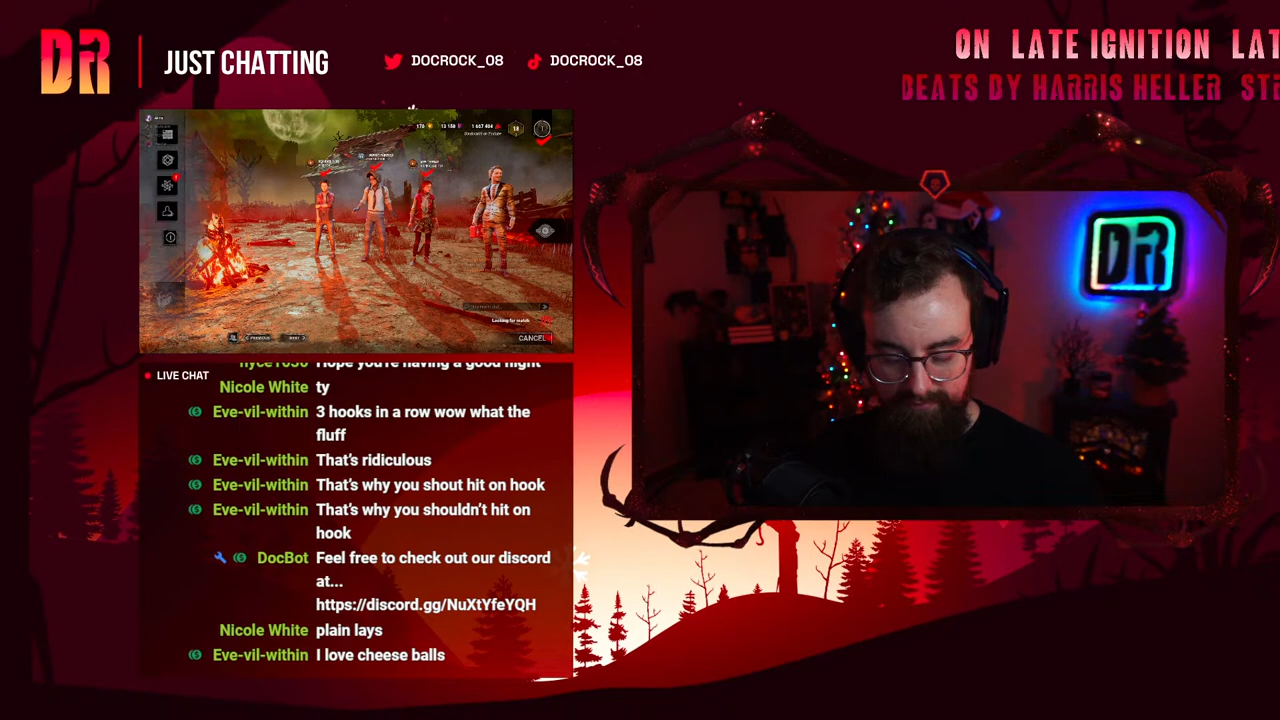 DR
JUST CHATTING
DOCROCK_08
DOCROCK_08
ON LATE IGNITION LAT
BEATS BY HARRIS HELLER STR
Looking for match
CANCEL
LIVE CHAT
Hope you're having a good night
Nicole White ty
Eve-vil-within 3 hooks in a row wow what the
fluff
Eve-vil-within That's ridiculous
Eve-vil-within That's why you shout hit on hook
Eve-vil-within That's why you shouldn't hit on
hook
DocBot Feel free to check out our discord
at...
https://discord.gg/NuXtYfeYQH
Nicole White plain lays
Eve-vil-within I love cheese balls
DR